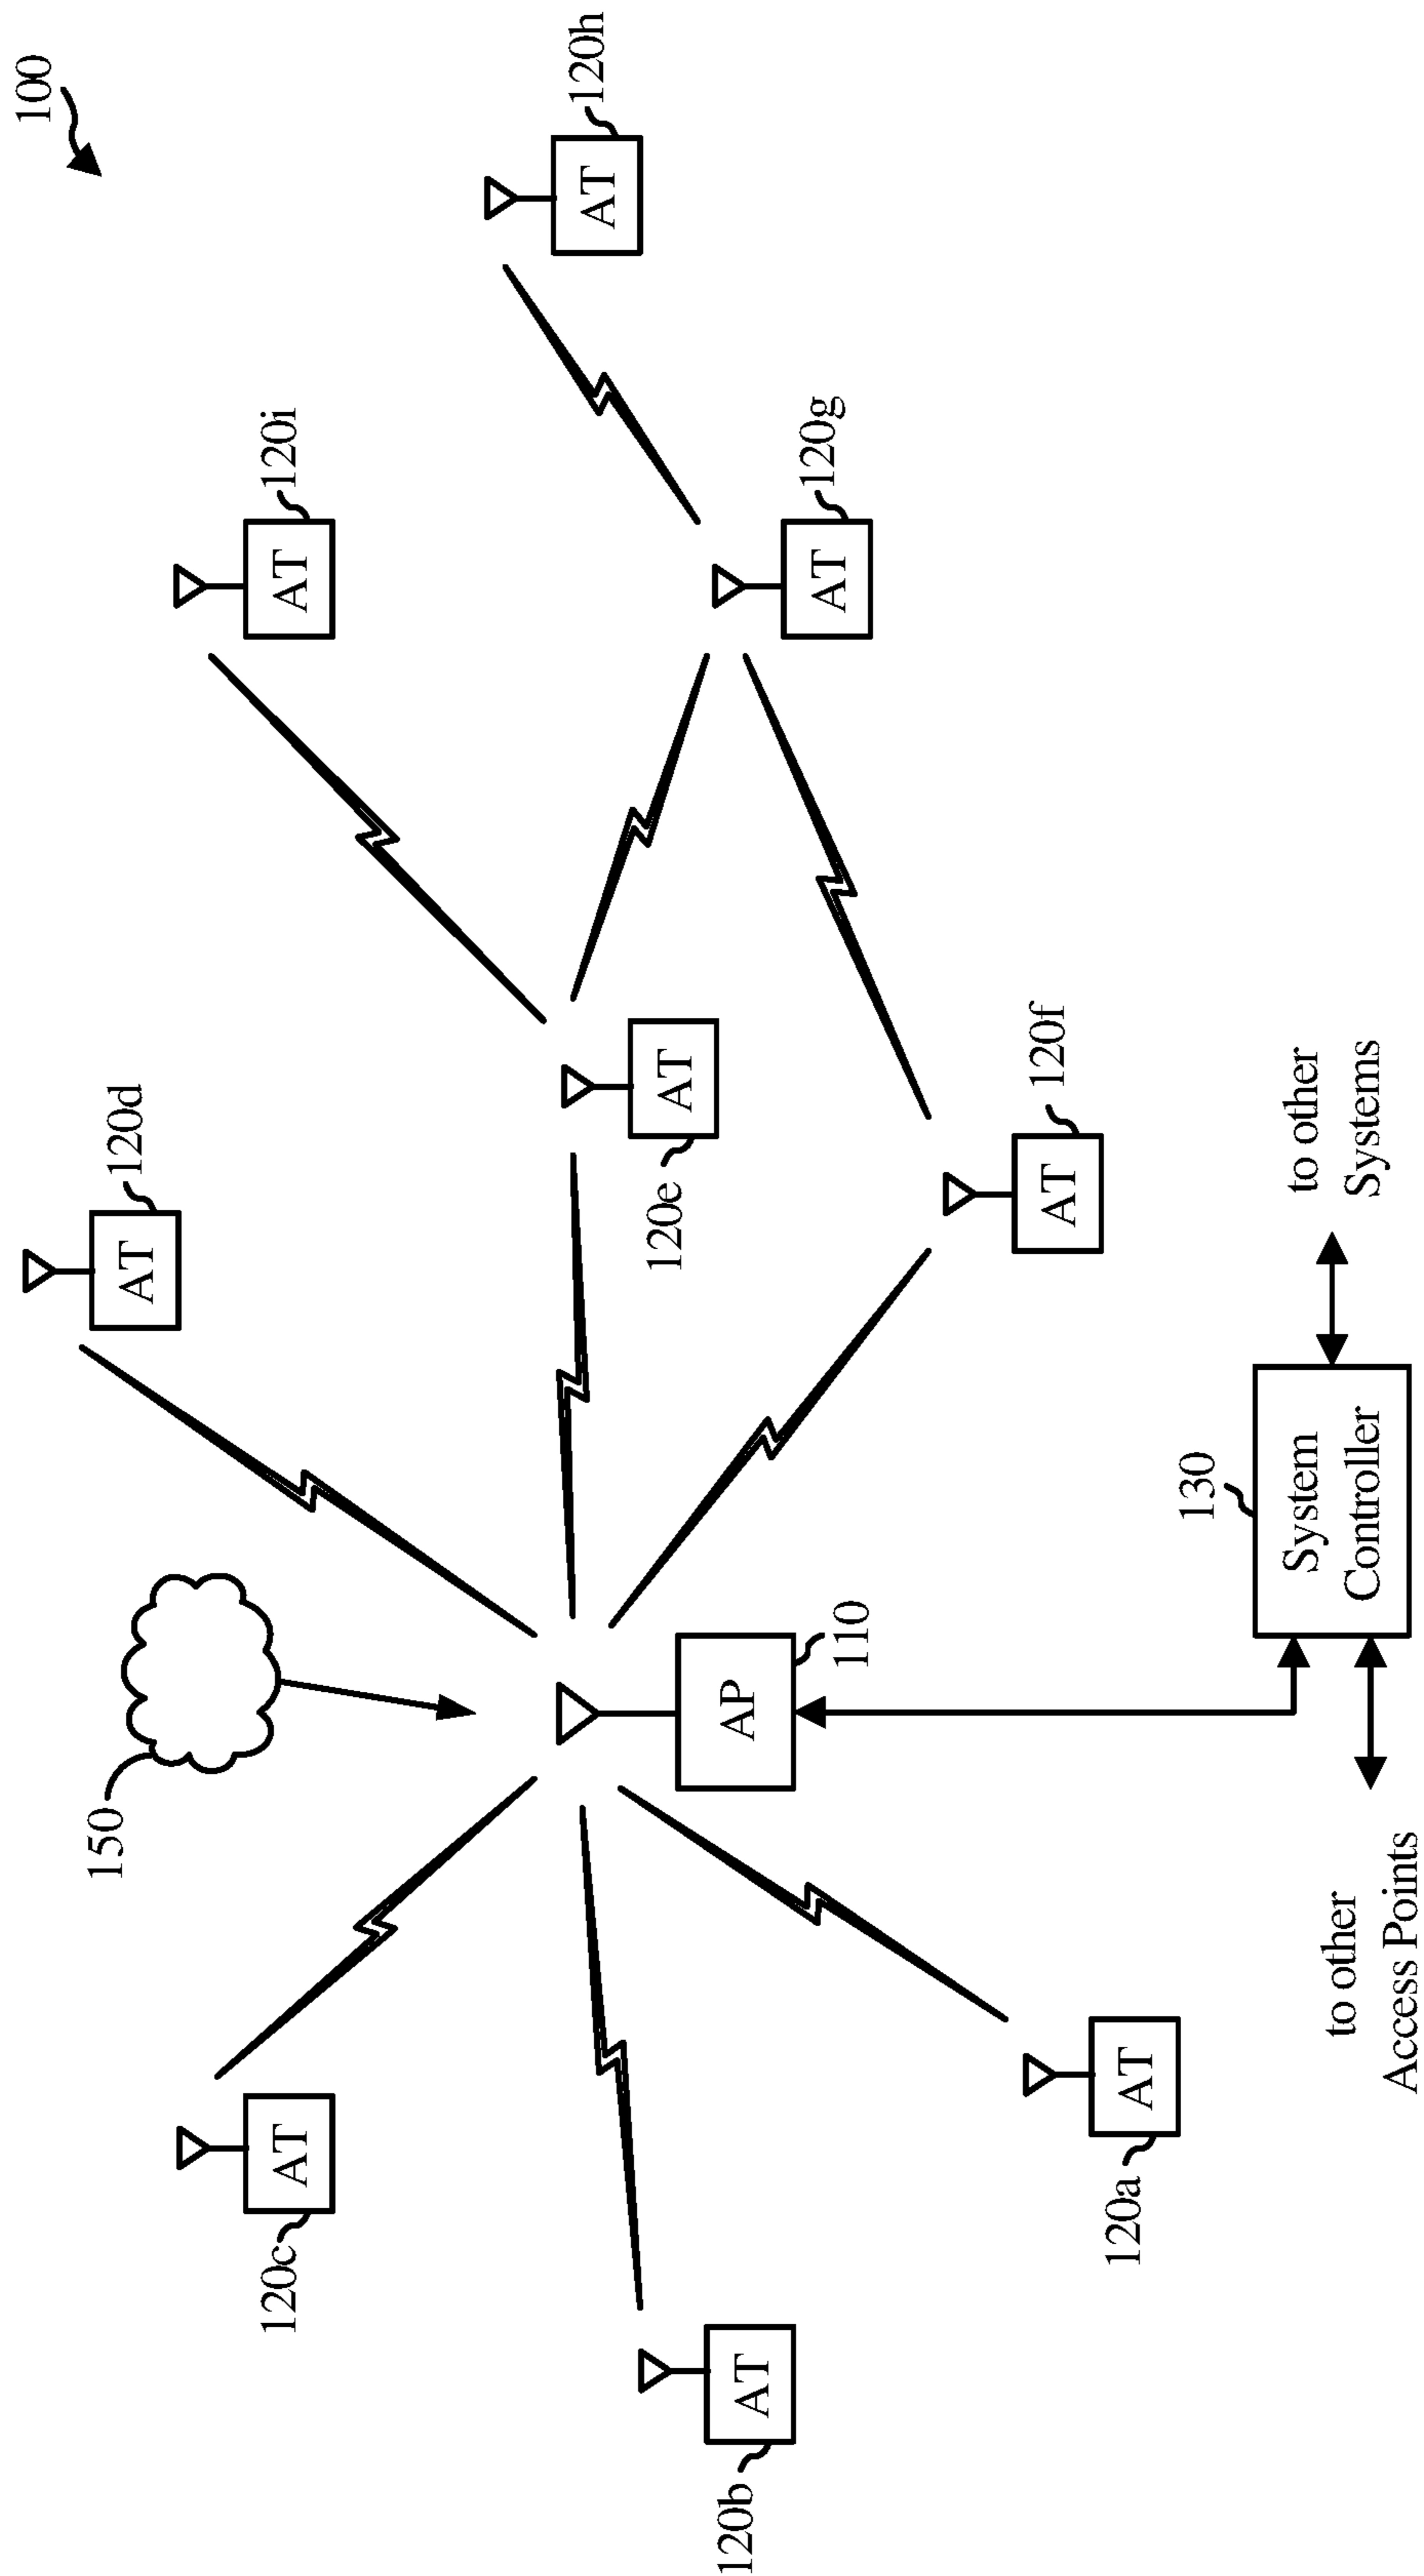 100
120d
AT
120i
AT
120h
AT
150
120c
AT
120e
AT
120g
AT
AP
110
120b
AT
120f
AT
120a
AT
130
System
Controller
to other
Systems
to other
Access Points